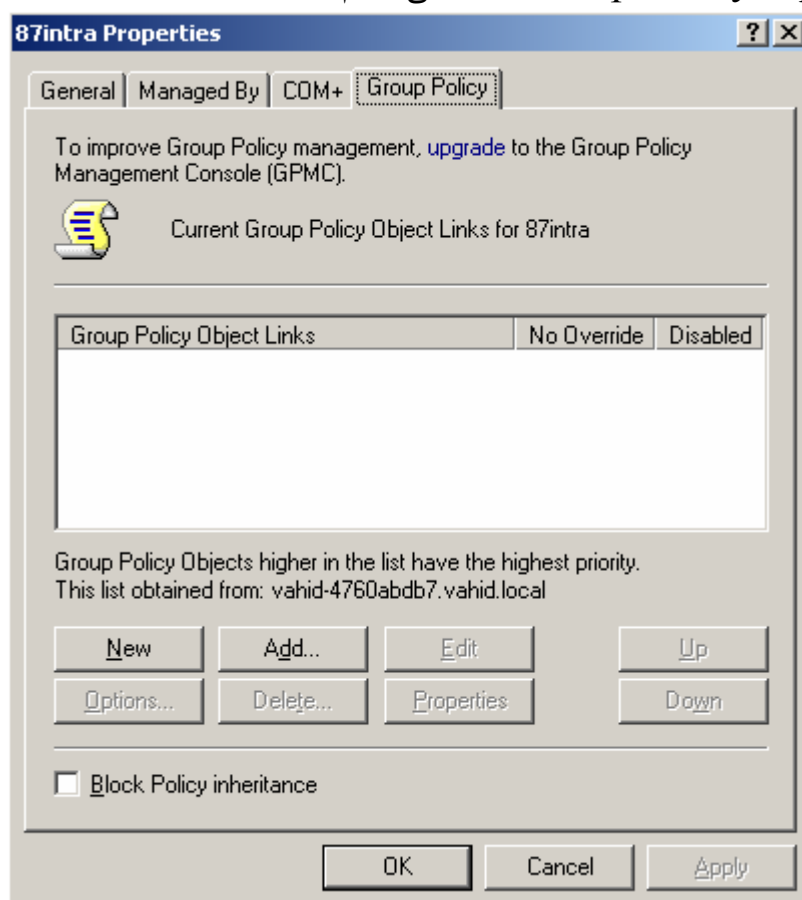 87intra Properties
General Managed By COM+ Group Policy
To improve Group Policy management, upgrade to the Group Policy
Management Console (GPMC).
Current Group Policy Object Links for 87intra
Group Policy Object Links No Override Disabled
Group Policy Objects higher in the list have the highest priority.
This list obtained from: vahid-4760abdb7.vahid.local
New Add... Edit Up
Options... Delete... Properties Down
Block Policy inheritance
OK Cancel Apply